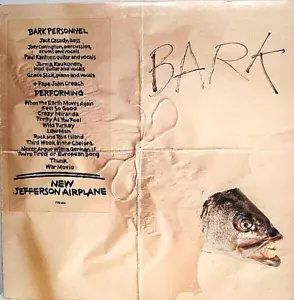 BARK PERSONNEL
Jack Casady, bass
Joey Covington, percussion,
drums and vocals
Paul Kantner, guitar and vocals
Jorma Kaukonen,
lead guitar and vocals
Grace Slick, piano and vocals
+ Papa John Creach
PERFORMING
When the Earth Moves Again
Feel So Good
Crazy Miranda
Pretty As You Feel
Wild Turkey
Law Man
Rock and Roll Island
Third Week in the Chelsea
Never Argue With a German If
You're Tired or European Song
Thunk
War Movie
NEW
JEFFERSON AIRPLANE
BARK